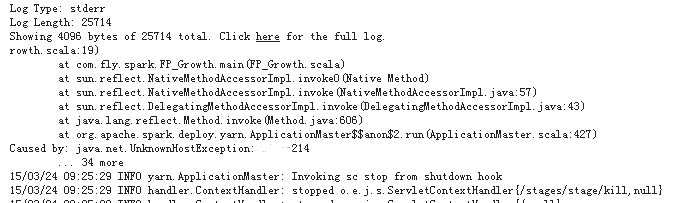 Log Type: stderr
Log Length: 25714
Showing 4096 bytes of 25714 total. Click here for the full log.
rowth.scala:19)
at com.fly.spark.FP_Growth.main(FP_Growth.scala)
at sun.reflect.NativeMethodAccessorImpl.invoke0(Native Method)
at sun.reflect.NativeMethodAccessorImpl.invoke(NativeMethodAccessorImpl.java:57)
at sun.reflect.DelegatingMethodAccessorImpl.invoke(DelegatingMethodAccessorImpl.java:43)
at java.lang.reflect.Method.invoke(Method.java:606)
at org.apache.spark.deploy.yarn.ApplicationMaster$$anon$2.run(ApplicationMaster.scala:427)
Caused by: java.net.UnknownHostException: -214
... 34 more
15/03/24 09:25:29 INFO yarn.ApplicationMaster: Invoking sc stop from shutdown hook
15/03/24 09:25:29 INFO handler.ContextHandler: stopped o.e.j.s.ServletContextHandler{/stages/stage/kill,null}